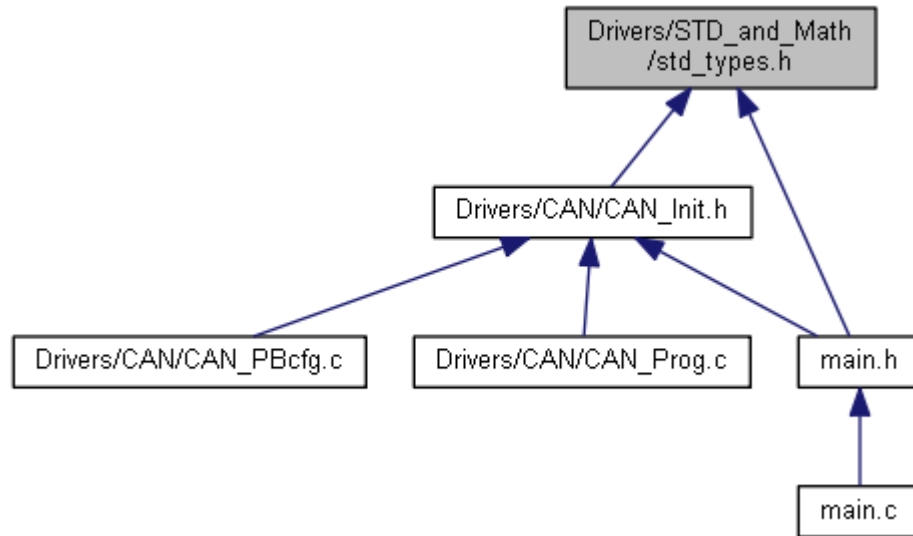 Drivers/STD_and_Math
/std_types.h
Drivers/CAN/CAN_Init.h
Drivers/CAN/CAN_PBcfg.c
Drivers/CAN/CAN_Prog.c
main.h
main.c